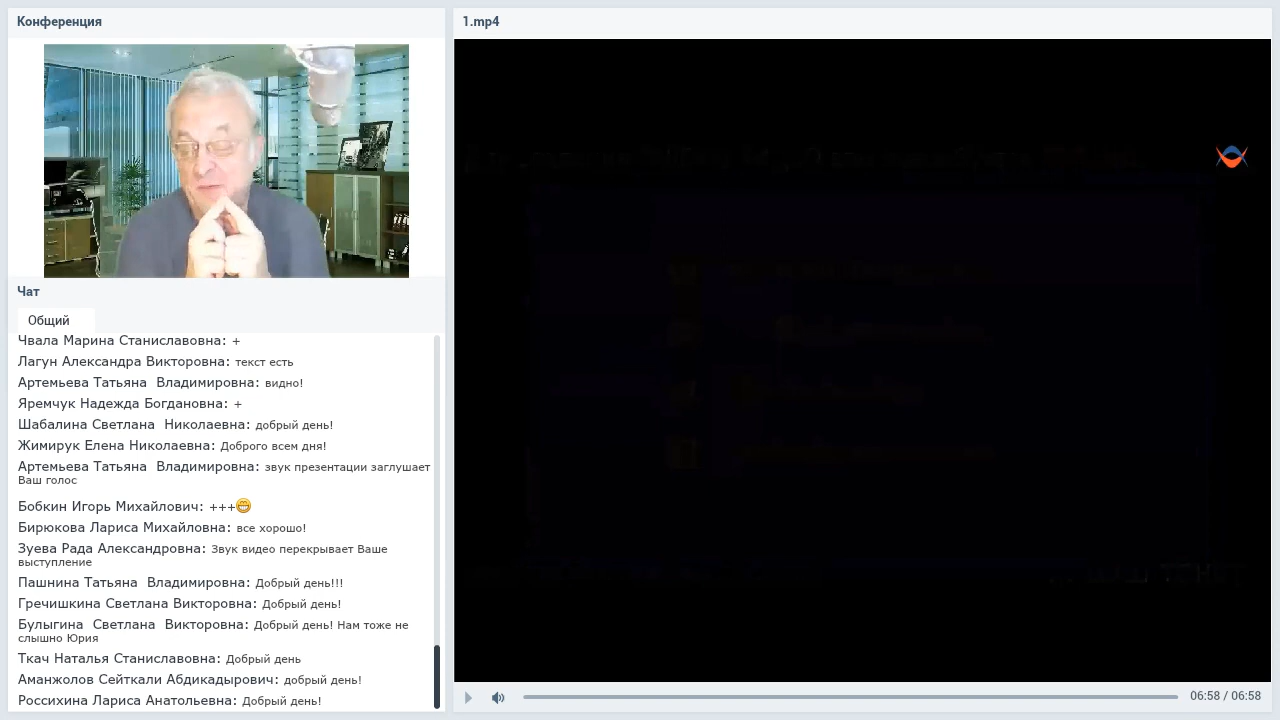 Конференция
1.mp4
Чат
Общий
Чвала Марина Станиславовна: +
Лагун Александра Викторовна: текст есть
Артемьева Татьяна  Владимировна: видно!
Яремчук Надежда Богдановна: +
Шабалина Светлана  Николаевна: добрый день!
Жимирук Елена Николаевна: Доброго всем дня!
Артемьева Татьяна  Владимировна: звук презентации заглушает
Ваш голос
Бобкин Игорь Михайлович: +++😁
Бирюкова Лариса Михайловна: все хорошо!
Зуева Рада Александровна: Звук видео перекрывает Ваше
выступление
Пашнина Татьяна  Владимировна: Добрый день!!!
Гречишкина Светлана Викторовна: Добрый день!
Булыгина  Светлана  Викторовна: Добрый день! Нам тоже не
слышно Юрия
Ткач Наталья Станиславовна: Добрый день
Аманжолов Сейткали Абдикадырович: добрый день!
Россихина Лариса Анатольевна: Добрый день!
06:58 / 06:58